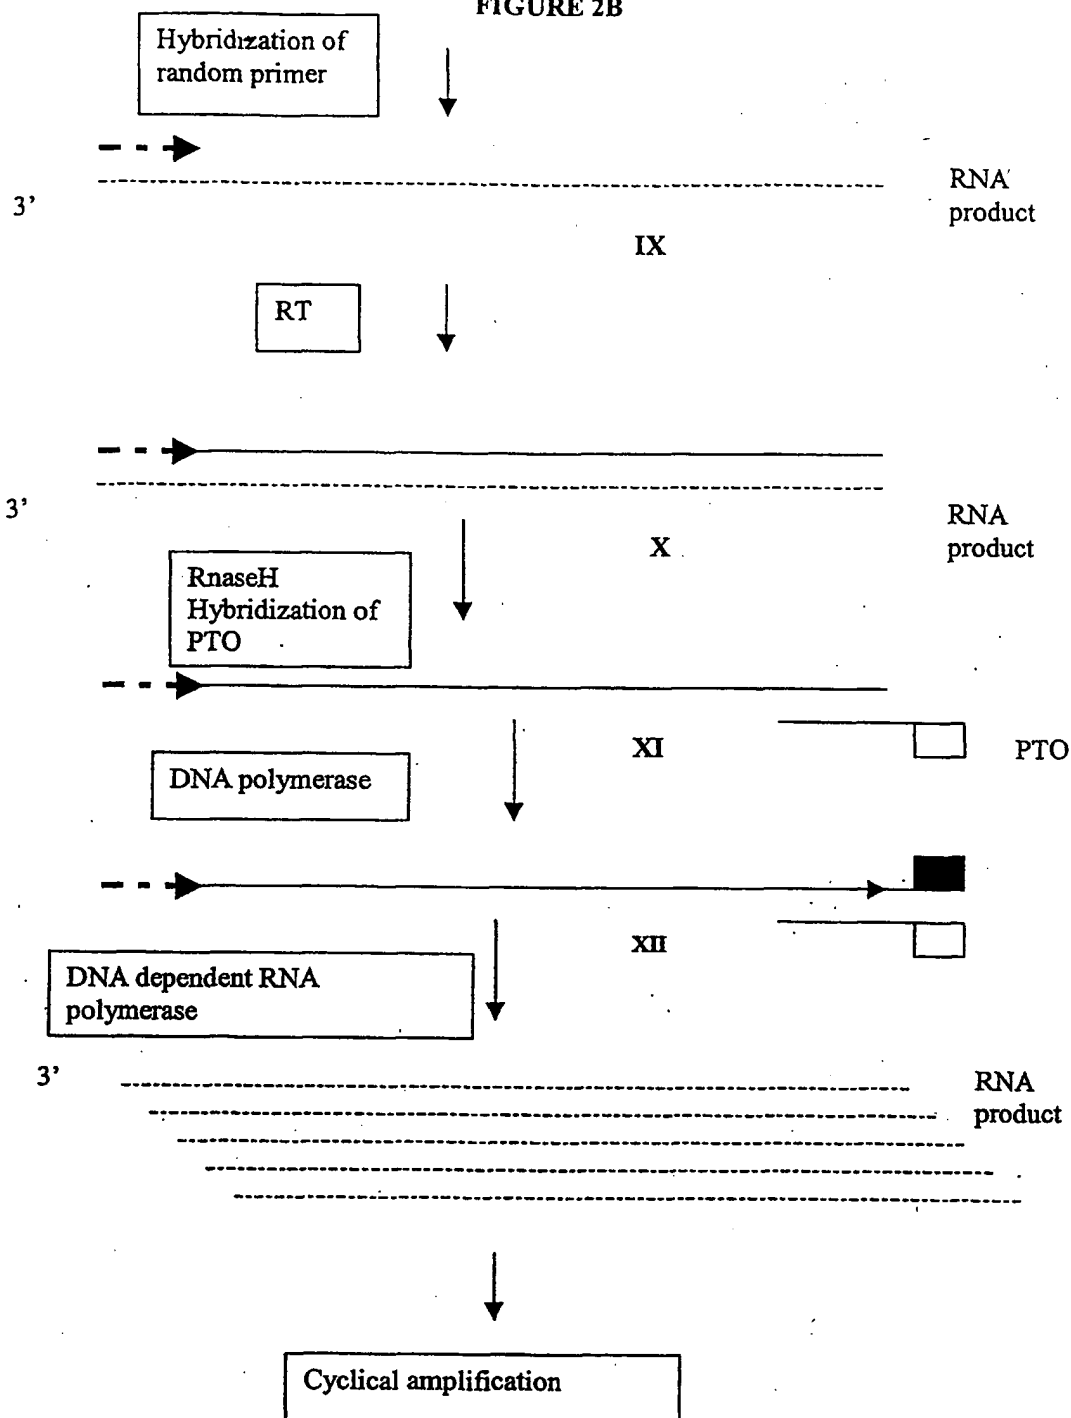 FIGURE 2B
Hybridization of
random primer
RNA
product
3’
IX
RT
3’
RNA
product
X
RnaseH
Hybridization of
PTO
XI
PTO
DNA polymerase
XII
DNA dependent RNA
polymerase
3’
RNA
product
Cyclical amplification